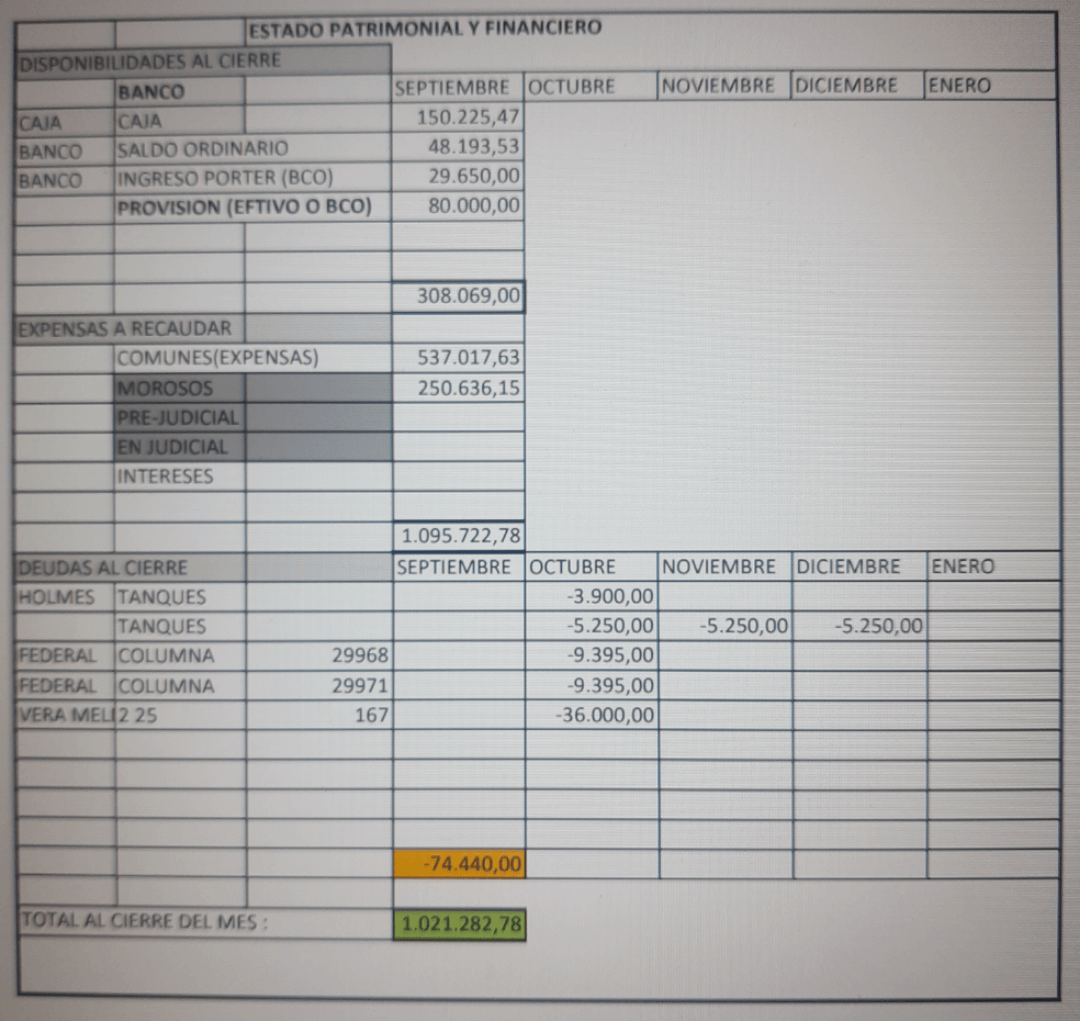 ESTADO PATRIMONIAL Y FINANCIERO
DISPONIBILIDADES AL CIERRE
BANCO SEPTIEMBRE OCTUBRE NOVIEMBRE DICIEMBRE ENERO
CAJA CAJA 150.225,47
BANCO SALDO ORDINARIO 48.193,53
BANCO INGRESO PORTER (BCO) 29.650,00
PROVISION (EFTIVO O BCO) 80.000,00
308.069,00
EXPENSAS A RECAUDAR
COMUNES(EXPENSAS) 537.017,63
MOROSOS 250.636,15
PRE-JUDICIAL
EN JUDICIAL
INTERESES
1.095.722,78
DEUDAS AL CIERRE SEPTIEMBRE OCTUBRE NOVIEMBRE DICIEMBRE ENERO
HOLMES TANQUES -3.900,00
TANQUES -5.250,00 -5.250,00 -5.250,00
FEDERAL COLUMNA 29968 -9.395,00
FEDERAL COLUMNA 29971 -9.395,00
VERA MELI 2 25 167 -36.000,00
-74.440,00
TOTAL AL CIERRE DEL MES : 1.021.282,78